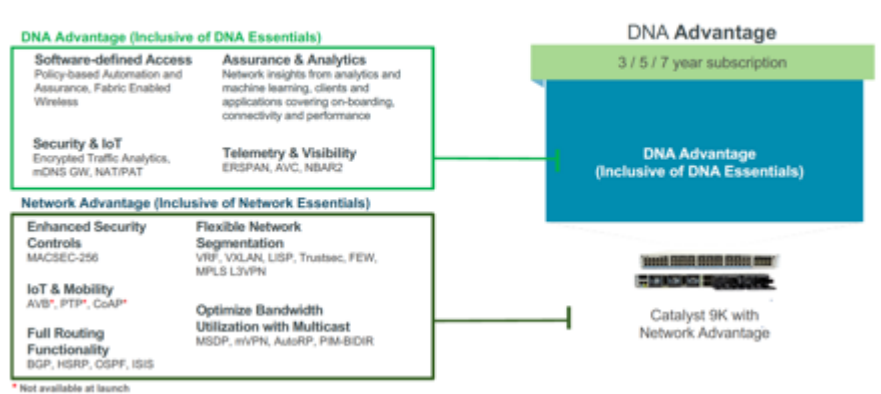 DNA Advantage (Inclusive of DNA Essentials)
Software-defined Access
Policy-based Automation and
Assurance, Fabric Enabled
Wireless
Assurance & Analytics
Network insights from analytics and
machine learning, clients and
applications covering on-boarding,
connectivity and performance
Security & IoT
Encrypted Traffic Analytics,
mDNS GW, NAT/PAT
Telemetry & Visibility
ERSPAN, AVC, NBAR2
Network Advantage (Inclusive of Network Essentials)
Enhanced Security
Controls
MACSEC-256
Flexible Network
Segmentation
VRF, VXLAN, LISP, Trustsec, FEW,
MPLS L3VPN
IoT & Mobility
AVB*, PTP*, CoAP*
Optimize Bandwidth
Utilization with Multicast
MSDP, mVPN, AutoRP, PIM-BIDIR
Full Routing
Functionality
BGP, HSRP, OSPF, ISIS
* Not available at launch
DNA Advantage
3 / 5 / 7 year subscription
DNA Advantage
(Inclusive of DNA Essentials)
Catalyst 9K with
Network Advantage